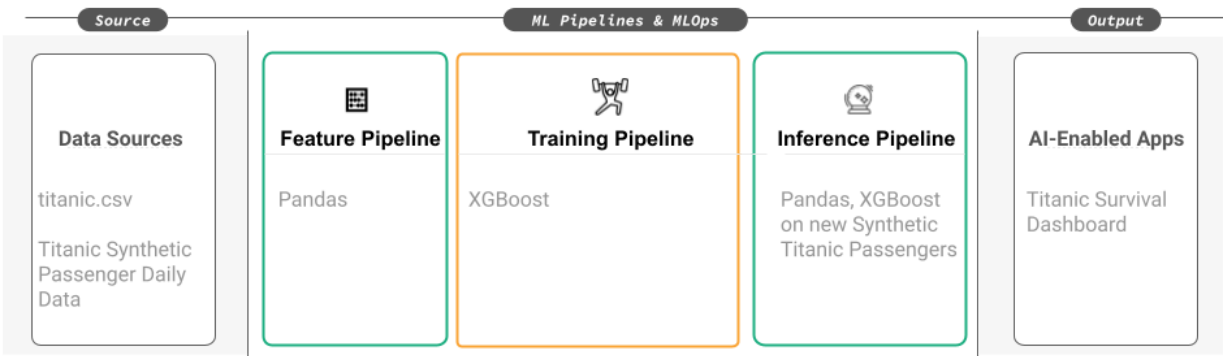 Source
ML Pipelines & MLOps
Output
Data Sources
titanic.csv
Titanic Synthetic
Passenger Daily
Data
Feature Pipeline
Pandas
Training Pipeline
XGBoost
Inference Pipeline
Pandas, XGBoost
on new Synthetic
Titanic Passengers
AI-Enabled Apps
Titanic Survival
Dashboard